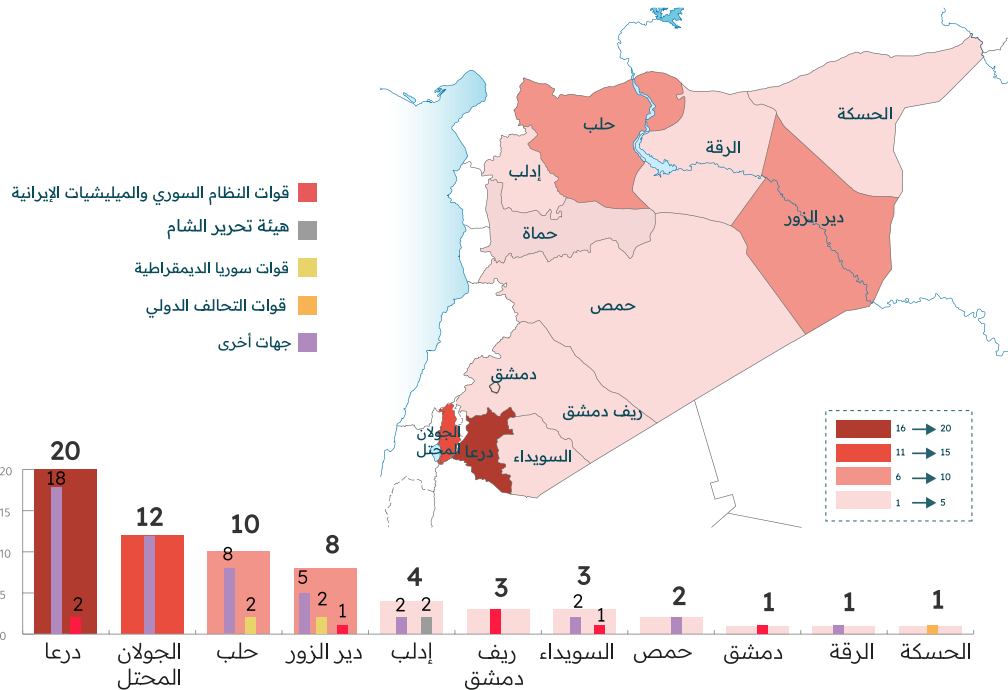 حلب
الرقة
الحسكة
إدلب
حماة
دير الزور
حمص
دمشق
ريف دمشق
الجولان
المحتل
درعا
السويداء
قوات النظام السوري والميليشيات الإيرانية
هيئة تحرير الشام
قوات سوريا الديمقراطية
قوات التحالف الدولي
جهات أخرى
16 → 20
11 → 15
6 → 10
1 → 5
20
15
10
5
0
20
18
2
12
10
8
2
8
5
2
1
4
2
2
3
3
2
1
2
1
1
1
درعا
الجولان
المحتل
حلب
دير الزور
إدلب
ريف
دمشق
السويداء
حمص
دمشق
الرقة
الحسكة